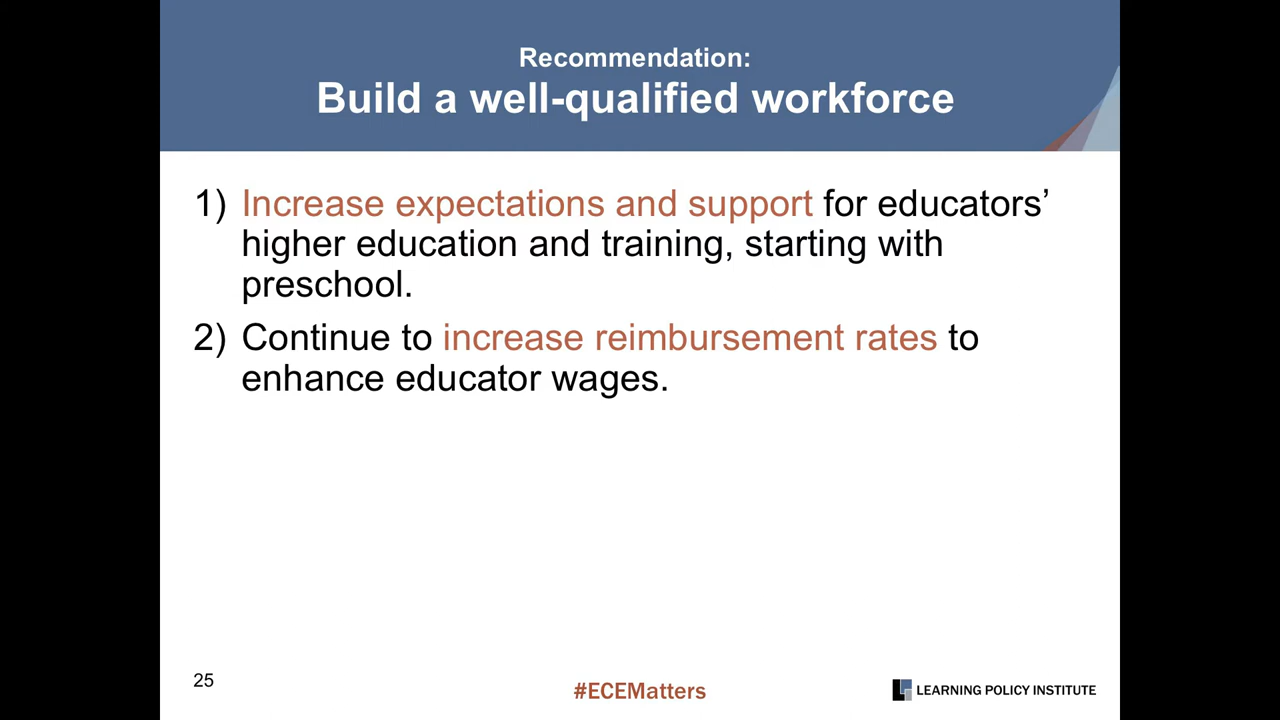 Recommendation:
Build a well-qualified workforce
1) Increase expectations and support for educators’
higher education and training, starting with
preschool.
2) Continue to increase reimbursement rates to
enhance educator wages.
25
#ECEMatters
LEARNING POLICY INSTITUTE